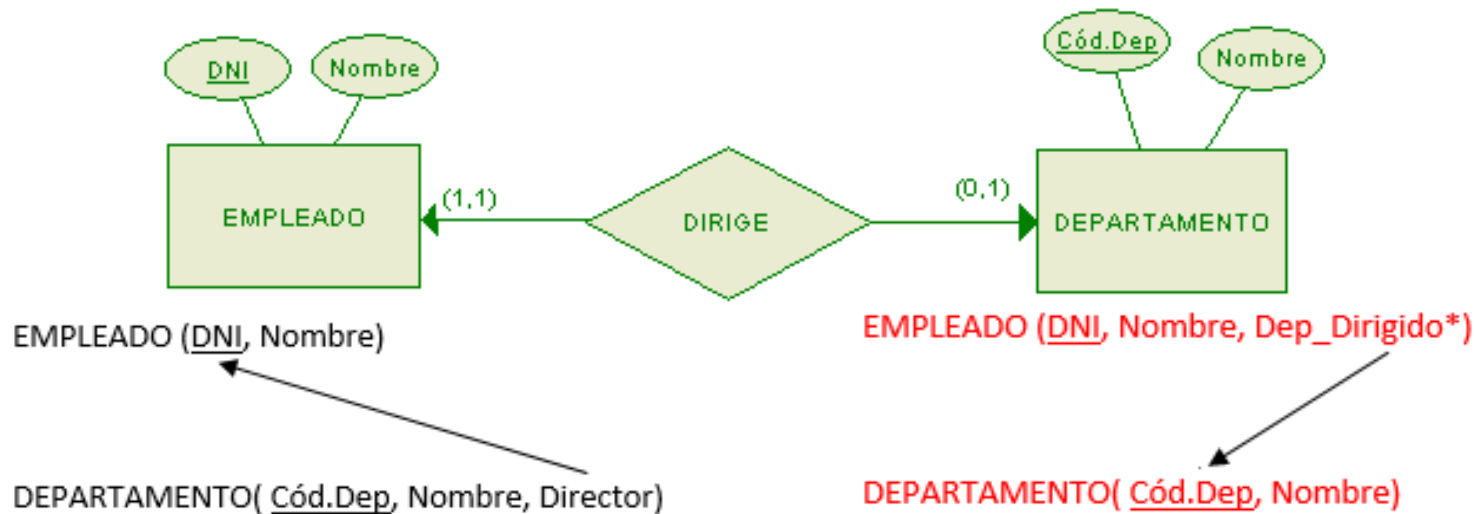 DNI
Nombre
Cód.Dep
Nombre
EMPLEADO
(1,1)
DIRIGE
(0,1)
DEPARTAMENTO
EMPLEADO (DNI, Nombre)
EMPLEADO (DNI, Nombre, Dep_Dirigido*)
DEPARTAMENTO( Cód.Dep, Nombre, Director)
DEPARTAMENTO( Cód.Dep, Nombre)